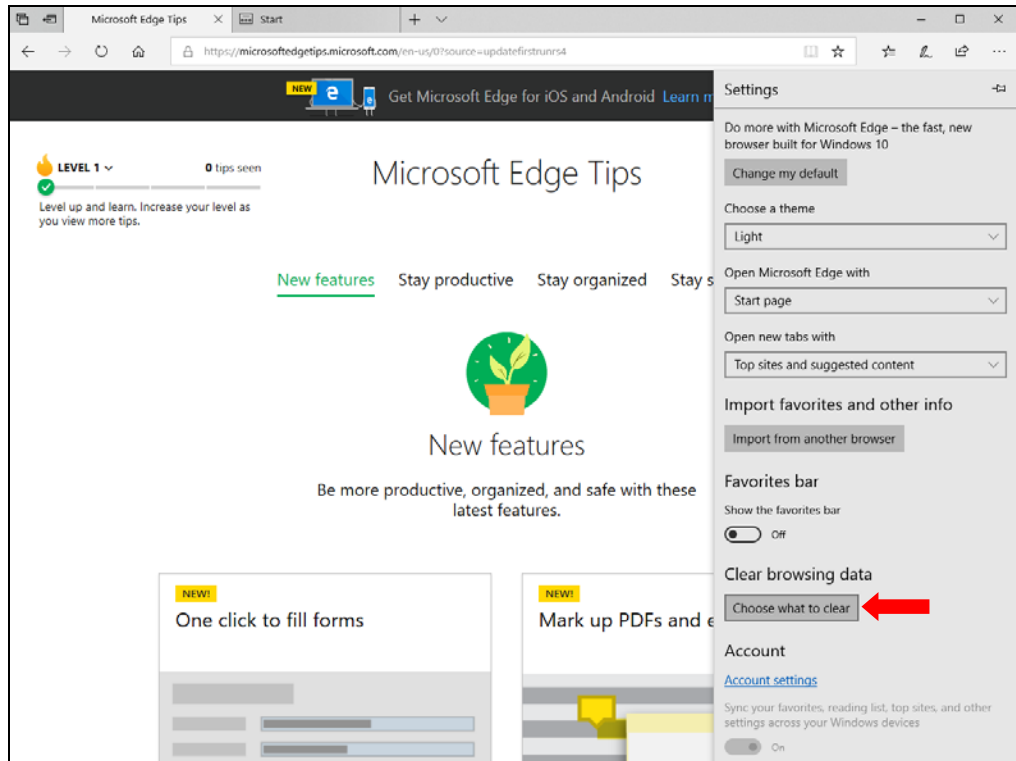 Microsoft Edge Tips
Start
https://microsoftedgetips.microsoft.com/en-us/0?source=updatefirstrunrs4
NEW
Get Microsoft Edge for iOS and Android Learn m
LEVEL 1
0 tips seen
Level up and learn. Increase your level as
you view more tips.
Microsoft Edge Tips
New features
Stay productive
Stay organized
Stay s
New features
Be more productive, organized, and safe with these
latest features.
NEW!
One click to fill forms
NEW!
Mark up PDFs and e
Settings
Do more with Microsoft Edge – the fast, new
browser built for Windows 10
Change my default
Choose a theme
Light
Open Microsoft Edge with
Start page
Open new tabs with
Top sites and suggested content
Import favorites and other info
Import from another browser
Favorites bar
Show the favorites bar
Off
Clear browsing data
Choose what to clear
Account
Account settings
Sync your favorites, reading list, top sites, and other
settings across your Windows devices
On